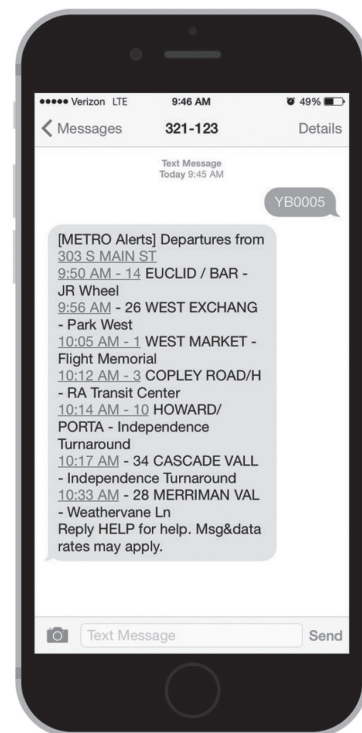 ●●●●● Verizon LTE 9:46 AM 49%
Messages 321-123 Details
Text Message
Today 9:45 AM
YB0005
[METRO Alerts] Departures from
303 S MAIN ST
9:50 AM - 14 EUCLID / BAR -
JR Wheel
9:56 AM - 26 WEST EXCHANG
- Park West
10:05 AM - 1 WEST MARKET -
Flight Memorial
10:12 AM - 3 COPLEY ROAD/H
- RA Transit Center
10:14 AM - 10 HOWARD/
PORTA - Independence
Turnaround
10:17 AM - 34 CASCADE VALL
- Independence Turnaround
10:33 AM - 28 MERRIMAN VAL
- Weathervane Ln
Reply HELP for help. Msg&data
rates may apply.
Text Message Send